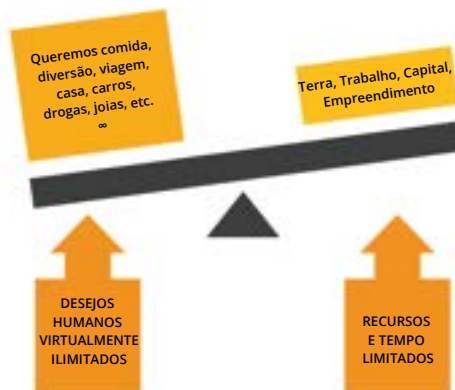 Queremos comida,
diversão, viagem,
casa, carros,
drogas, joias, etc.
∞
Terra, Trabalho, Capital,
Empreendimento
DESEJOS
HUMANOS
VIRTUALMENTE
ILIMITADOS
RECURSOS
E TEMPO
LIMITADOS